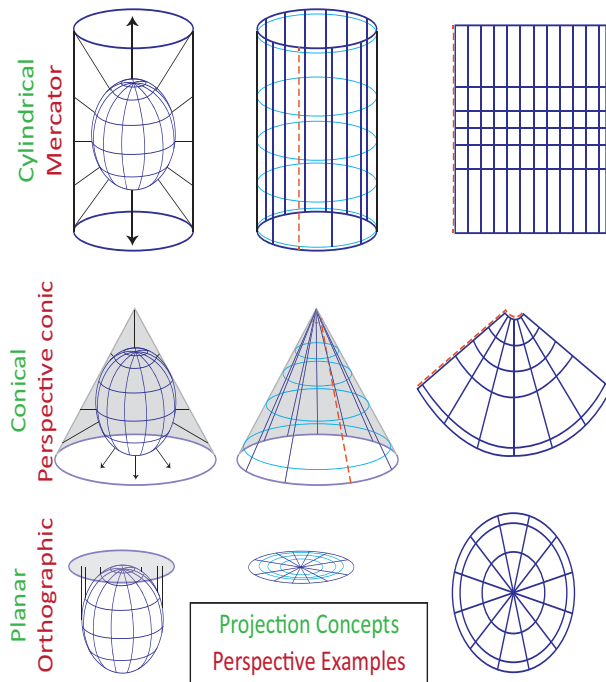 Cylindrical
Mercator
Conical
Perspective conic
Planar
Orthographic
Projection Concepts
Perspective Examples